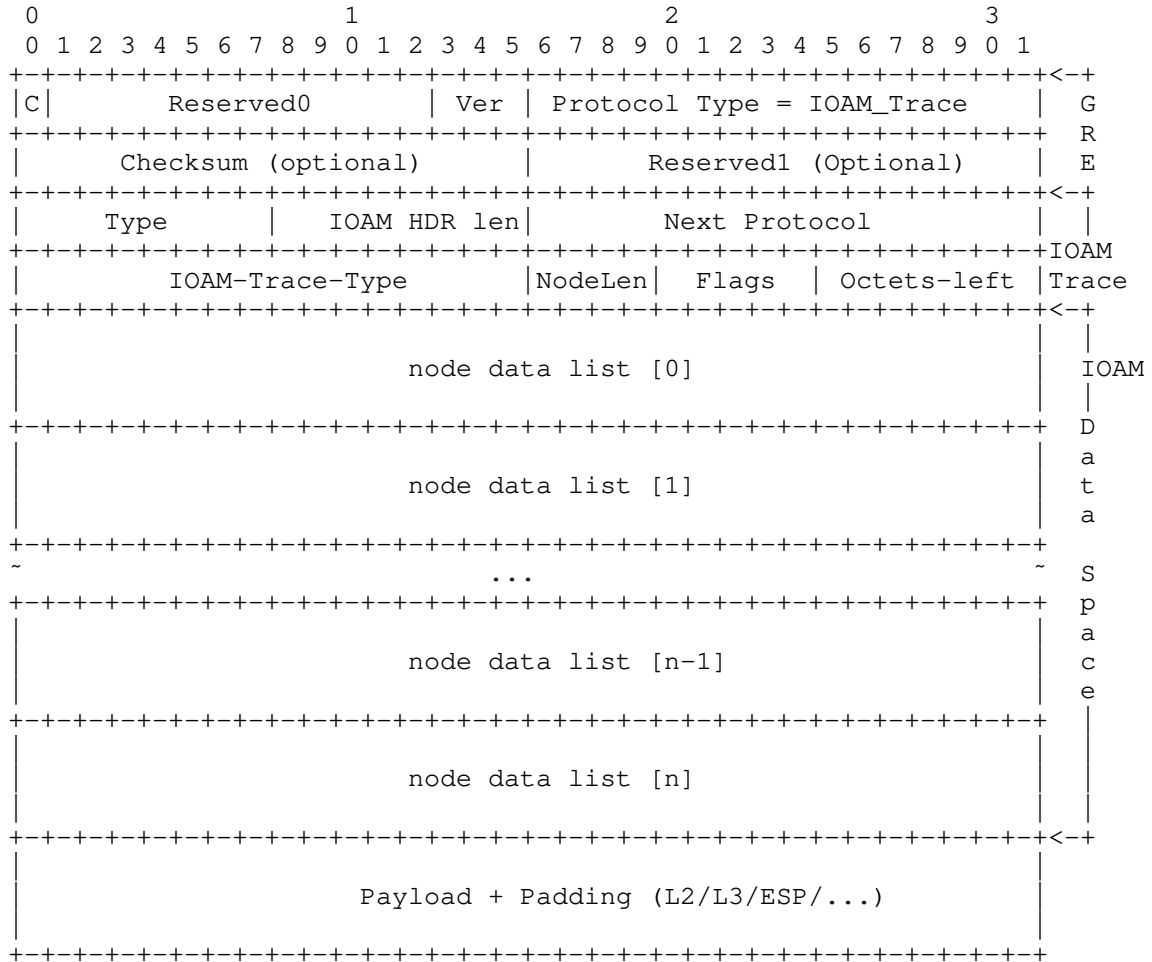 0                   1                   2                   3
 0 1 2 3 4 5 6 7 8 9 0 1 2 3 4 5 6 7 8 9 0 1 2 3 4 5 6 7 8 9 0 1
+-+-+-+-+-+-+-+-+-+-+-+-+-+-+-+-+-+-+-+-+-+-+-+-+-+-+-+-+-+-+-+-+<-+
|C|       Reserved0       | Ver | Protocol Type = IOAM_Trace    |  G
+-+-+-+-+-+-+-+-+-+-+-+-+-+-+-+-+-+-+-+-+-+-+-+-+-+-+-+-+-+-+-+-+  R
|      Checksum (optional)      |       Reserved1 (Optional)    |  E
+-+-+-+-+-+-+-+-+-+-+-+-+-+-+-+-+-+-+-+-+-+-+-+-+-+-+-+-+-+-+-+-+<-+
|     Type      |   IOAM HDR len|        Next Protocol          |  |
+-+-+-+-+-+-+-+-+-+-+-+-+-+-+-+-+-+-+-+-+-+-+-+-+-+-+-+-+-+-+-+-+IOAM
|         IOAM-Trace-Type       |NodeLen|  Flags  | Octets-left |Trace
+-+-+-+-+-+-+-+-+-+-+-+-+-+-+-+-+-+-+-+-+-+-+-+-+-+-+-+-+-+-+-+-+<-+
|                                                               |  |
|                        node data list [0]                     |  IOAM
|                                                               |  |
+-+-+-+-+-+-+-+-+-+-+-+-+-+-+-+-+-+-+-+-+-+-+-+-+-+-+-+-+-+-+-+-+  D
|                                                               |  a
|                        node data list [1]                     |  t
|                                                               |  a
+-+-+-+-+-+-+-+-+-+-+-+-+-+-+-+-+-+-+-+-+-+-+-+-+-+-+-+-+-+-+-+-+
~                             ...                               ~  S
+-+-+-+-+-+-+-+-+-+-+-+-+-+-+-+-+-+-+-+-+-+-+-+-+-+-+-+-+-+-+-+-+  p
|                                                               |  a
|                        node data list [n-1]                   |  c
|                                                               |  e
+-+-+-+-+-+-+-+-+-+-+-+-+-+-+-+-+-+-+-+-+-+-+-+-+-+-+-+-+-+-+-+-+  |
|                                                               |  |
|                        node data list [n]                     |  |
|                                                               |  |
+-+-+-+-+-+-+-+-+-+-+-+-+-+-+-+-+-+-+-+-+-+-+-+-+-+-+-+-+-+-+-+-+<-+
|                                                               |
|                     Payload + Padding (L2/L3/ESP/...)         |
|                                                               |
+-+-+-+-+-+-+-+-+-+-+-+-+-+-+-+-+-+-+-+-+-+-+-+-+-+-+-+-+-+-+-+-+